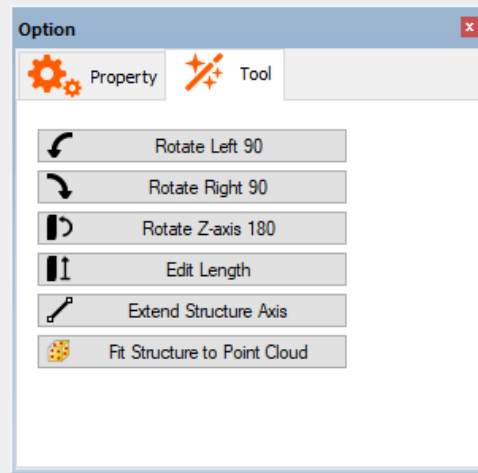 Option
Property
Tool
Rotate Left 90
Rotate Right 90
Rotate Z-axis 180
Edit Length
Extend Structure Axis
Fit Structure to Point Cloud